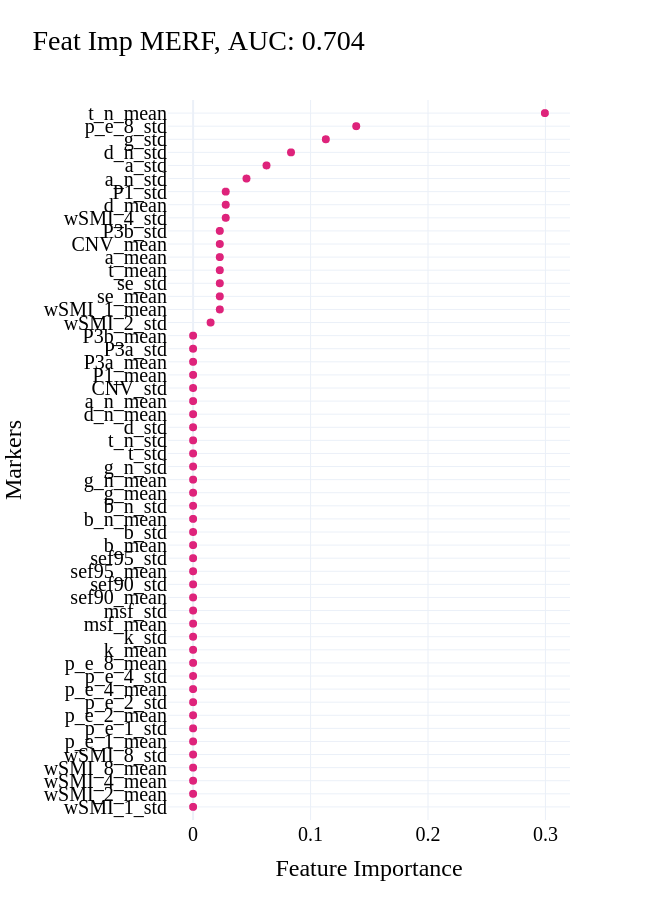 Feat Imp MERF, AUC: 0.704
t_n_mean
p_e_8_std
g_std
d_n_std
a_std
a_n_std
P1_std
d_mean
wSMI_4_std
P3b_std
CNV_mean
a_mean
t_mean
se_std
se_mean
wSMI_1_mean
wSMI_2_std
P3b_mean
P3a_std
P3a_mean
P1_mean
CNV_std
a_n_mean
d_n_mean
d_std
t_n_std
t_std
g_n_std
g_n_mean
g_mean
b_n_std
b_n_mean
b_std
b_mean
sef95_std
sef95_mean
sef90_std
sef90_mean
msf_std
msf_mean
k_std
k_mean
p_e_8_mean
p_e_4_std
p_e_4_mean
p_e_2_std
p_e_2_mean
p_e_1_std
p_e_1_mean
wSMI_8_std
wSMI_8_mean
wSMI_4_mean
wSMI_2_mean
wSMI_1_std
Markers
0 0.1 0.2 0.3
Feature Importance